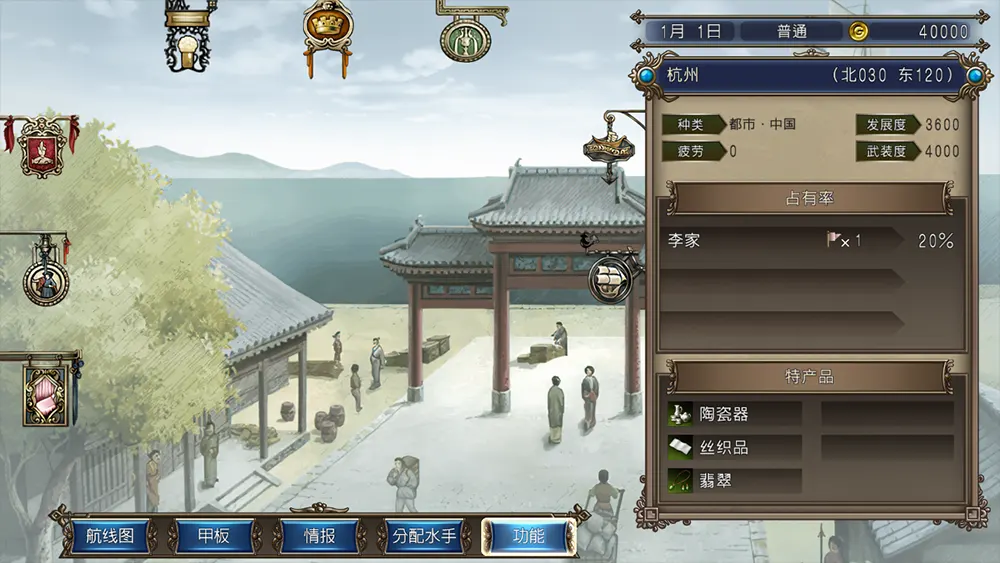 1月 1日 普通 40000
杭州 (北030 东120)
种类 都市·中国 发展度 3600
疲劳 0 武装度 4000
占有率
李家 × 1 20%
特产品
陶瓷器
丝织品
翡翠
航线图 甲板 情报 分配水手 功能